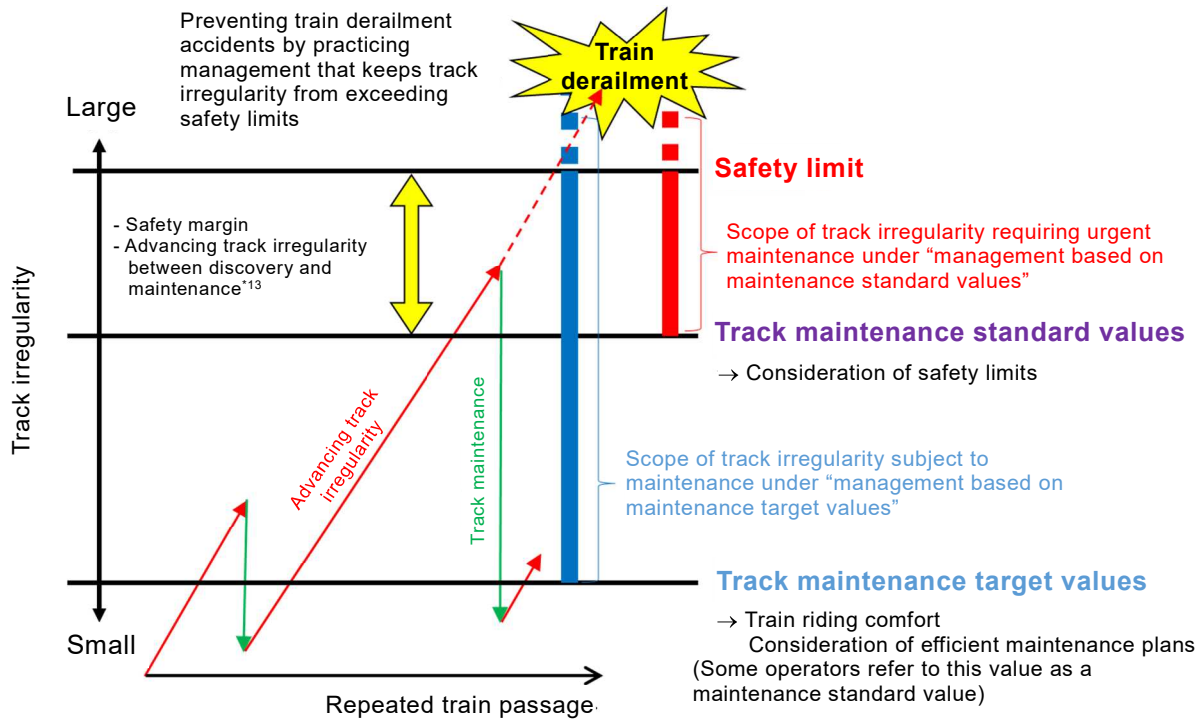 Preventing train derailment
accidents by practicing
management that keeps track
irregularity from exceeding
safety limits
Train
derailment
Large
Safety limit
- Safety margin
- Advancing track irregularity
between discovery and
maintenance*13
Scope of track irregularity requiring urgent
maintenance under “management based on
maintenance standard values”
Track irregularity
Track maintenance standard values
→ Consideration of safety limits
Advancing track
irregularity
Track maintenance
Scope of track irregularity subject to
maintenance under “management based on
maintenance target values”
Track maintenance target values
Small
→ Train riding comfort
Consideration of efficient maintenance plans
(Some operators refer to this value as a
maintenance standard value)
Repeated train passage